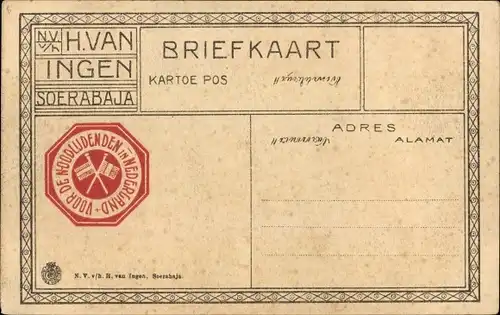 N.V. v/h H. VAN
INGEN
SOERABAJA
BRIEFKAART
KARTOE POS
ADRES
ALAMAT
VOOR DE NOODLIJDENDEN IN NEDERLAND
N. V. v/h. H. van Ingen, Soerabaja.